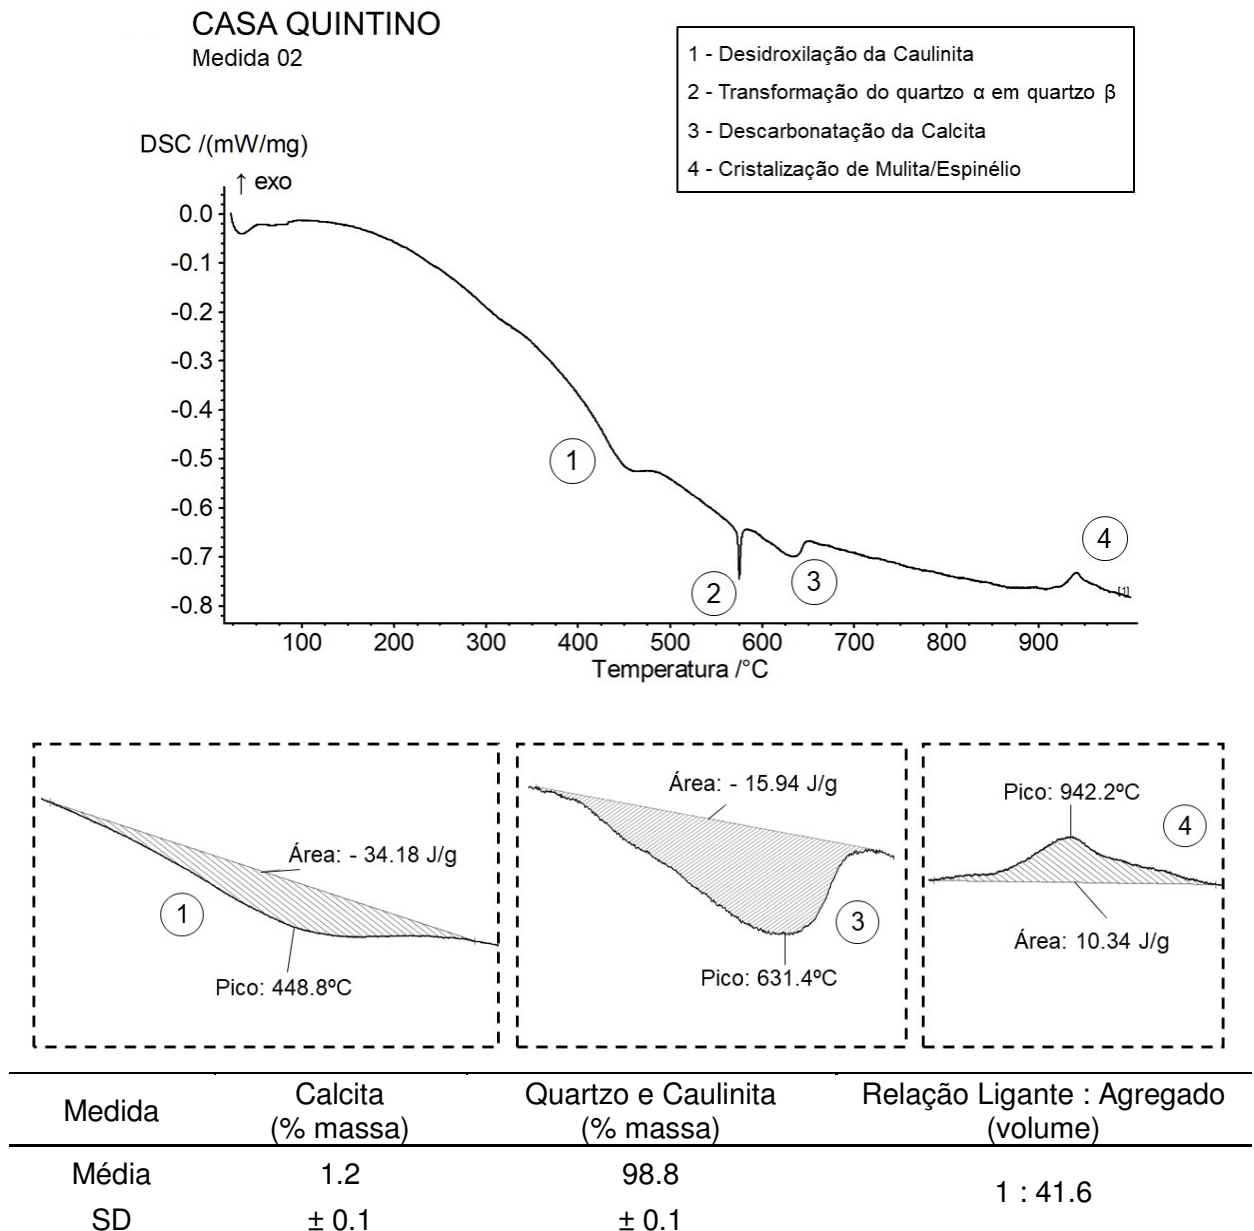 CASA QUINTINO
Medida 02
1 - Desidroxilação da Caulinita
2 - Transformação do quartzo α em quartzo β
3 - Descarbonatação da Calcita
4 - Cristalização de Mulita/Espinélio
DSC /(mW/mg)
↑ exo
0.0
-0.1
-0.2
-0.3
-0.4
-0.5
-0.6
-0.7
-0.8
1
2
3
4
[1]
100 200 300 400 500 600 700 800 900
Temperatura /°C
Área: - 34.18 J/g
1
Pico: 448.8ºC
Área: - 15.94 J/g
3
Pico: 631.4ºC
Pico: 942.2ºC
4
Área: 10.34 J/g
Medida Calcita (% massa) Quartzo e Caulinita (% massa) Relação Ligante : Agregado (volume)
Média 1.2 98.8 1 : 41.6
SD ± 0.1 ± 0.1